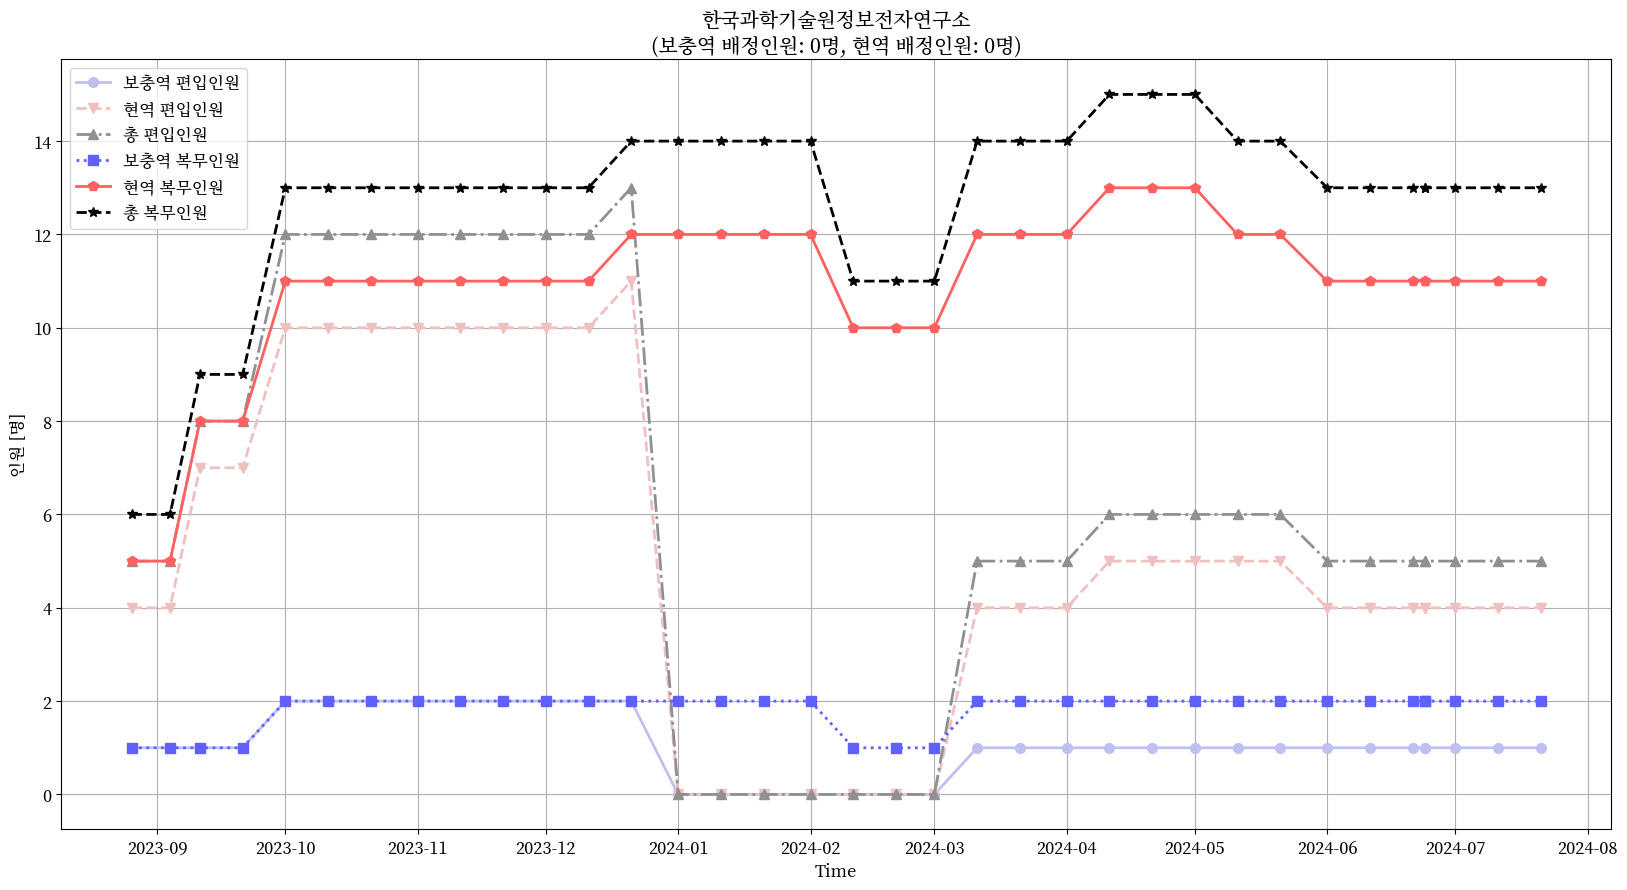 한국과학기술원정보전자연구소
(보충역 배정인원: 0명, 현역 배정인원: 0명)
보충역 편입인원
현역 편입인원
총 편입인원
보충역 복무인원
현역 복무인원
총 복무인원
인원 [명]
14
12
10
8
6
4
2
0
2023-09 2023-10 2023-11 2023-12 2024-01 2024-02 2024-03 2024-04 2024-05 2024-06 2024-07 2024-08
Time